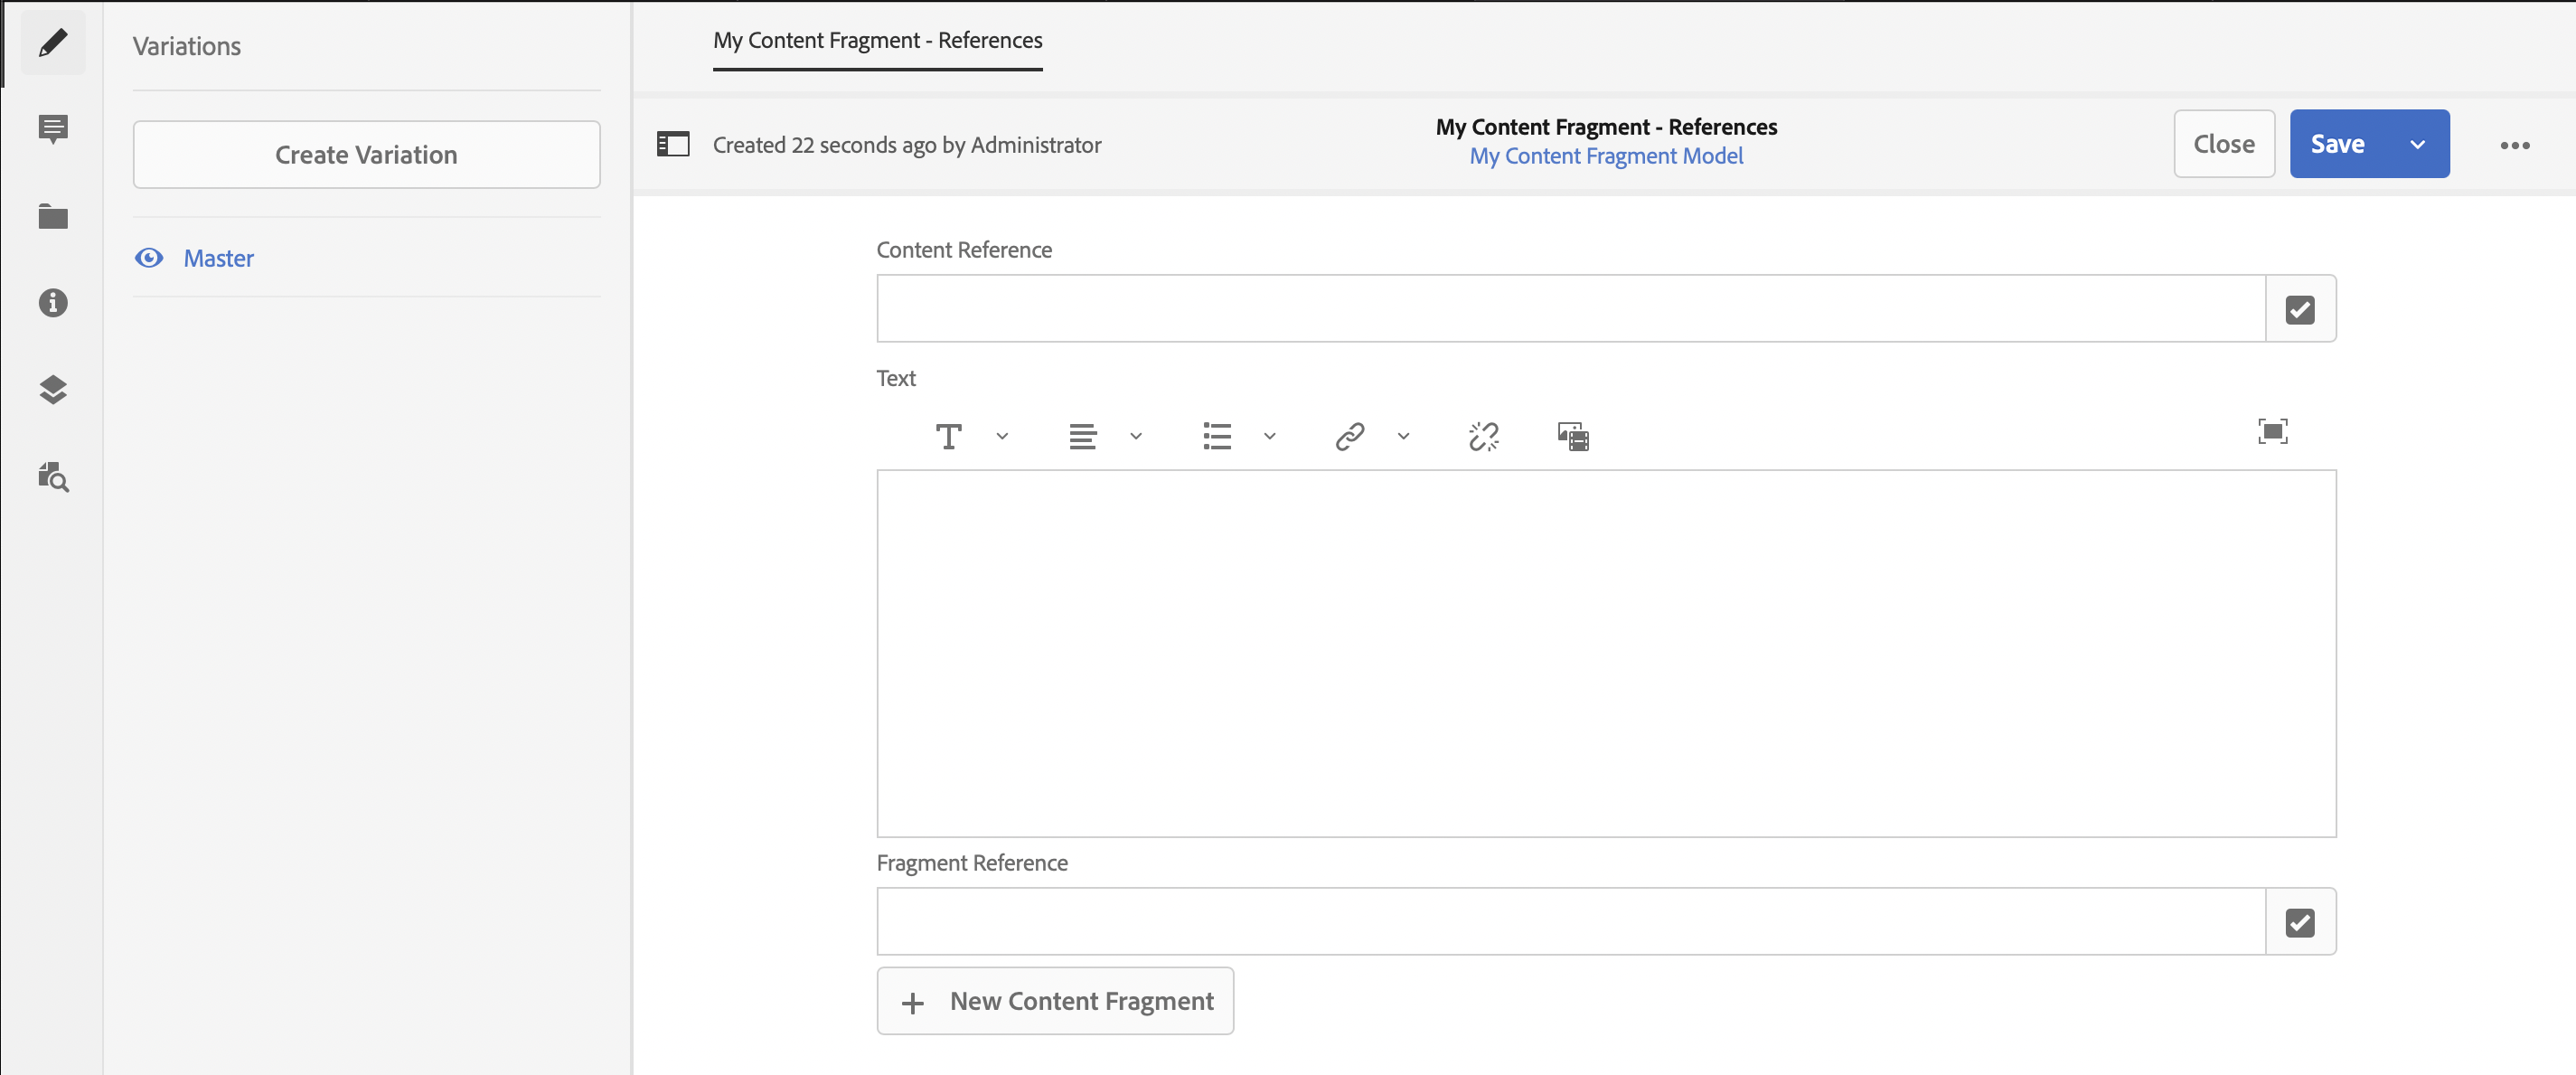 Variations
Create Variation
Master
My Content Fragment - References
Created 22 seconds ago by Administrator
My Content Fragment - References
My Content Fragment Model
Close
Save
Content Reference
Text
Fragment Reference
New Content Fragment